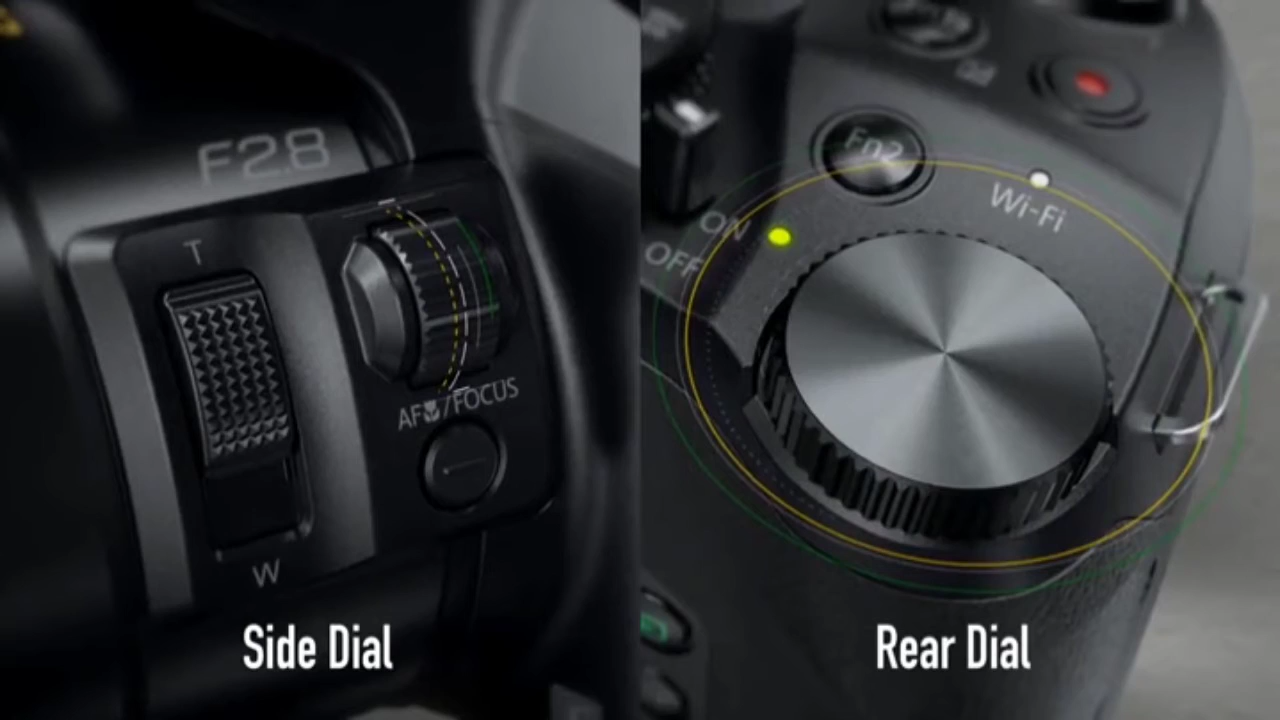 F2.8
T
AF /FOCUS
W
Side Dial
Fn2
Wi-Fi
ON
OFF
Rear Dial